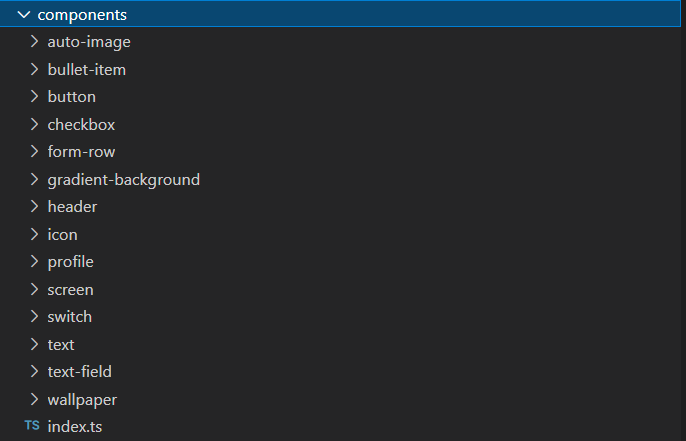 components
auto-image
bullet-item
button
checkbox
form-row
gradient-background
header
icon
profile
screen
switch
text
text-field
wallpaper
TS index.ts